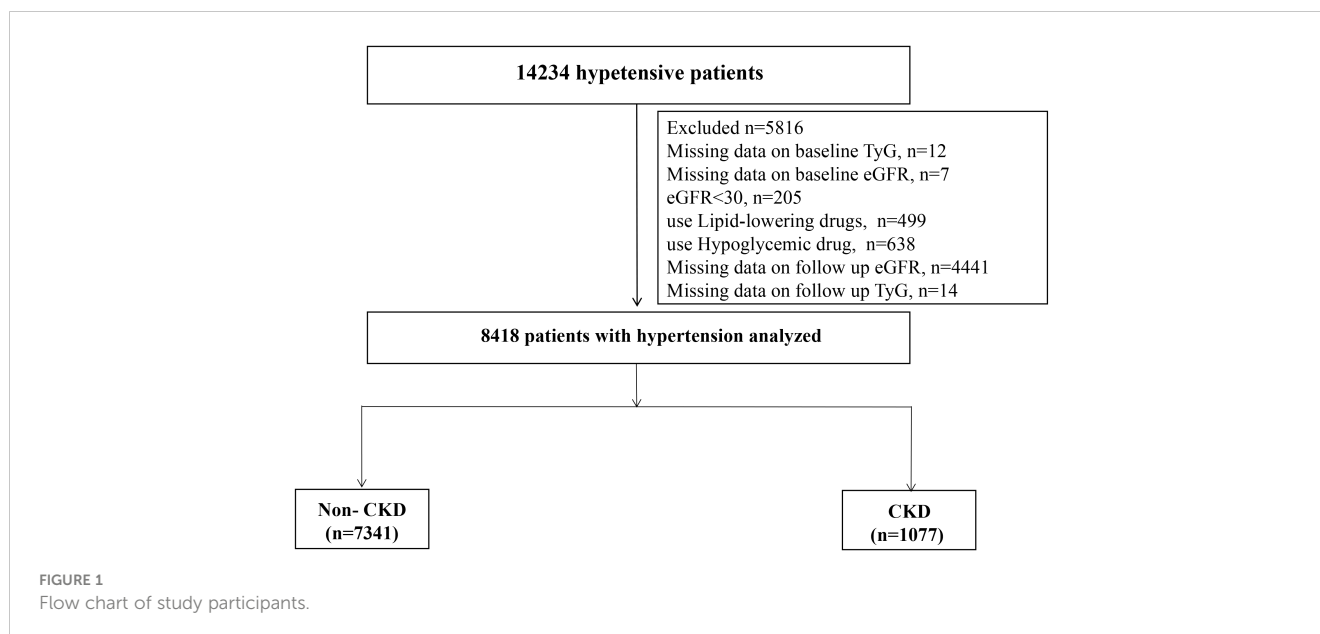 14234 hypetensive patients
Excluded n=5816
Missing data on baseline TyG, n=12
Missing data on baseline eGFR, n=7
eGFR<30, n=205
use Lipid-lowering drugs, n=499
use Hypoglycemic drug, n=638
Missing data on follow up eGFR, n=4441
Missing data on follow up TyG, n=14
8418 patients with hypertension analyzed
Non- CKD
(n=7341)
CKD
(n=1077)
FIGURE 1
Flow chart of study participants.